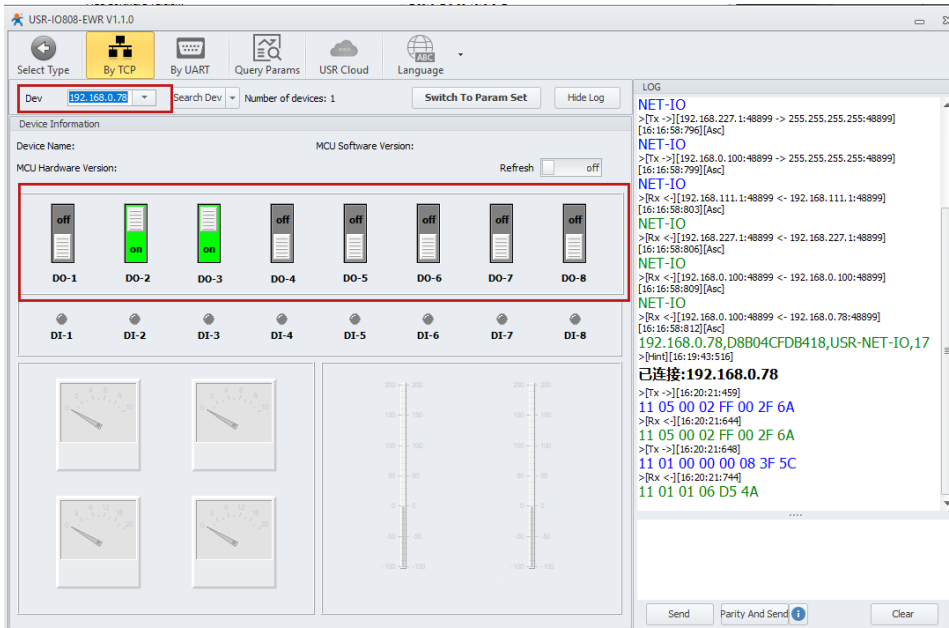 USR-IO808-EWR V1.1.0
Select Type By TCP By UART Query Params USR Cloud Language
ABC
Dev 192.168.0.78 Search Dev Number of devices: 1 Switch To Param Set Hide Log
Device Information
Device Name: MCU Software Version:
MCU Hardware Version: Refresh off
off on on off off off off off
DO-1 DO-2 DO-3 DO-4 DO-5 DO-6 DO-7 DO-8
DI-1 DI-2 DI-3 DI-4 DI-5 DI-6 DI-7 DI-8
200 200 200 200
100 100 100 100
LOG
NET-IO
>[Tx ->][192.168.227.1:48899 -> 255.255.255.255:48899]
[16:16:58:796][Asc]
NET-IO
>[Tx ->][192.168.0.100:48899 -> 255.255.255.255:48899]
[16:16:58:799][Asc]
NET-IO
>[Rx <-][192.168.111.1:48899 <- 192.168.111.1:48899]
[16:16:58:803][Asc]
NET-IO
>[Rx <-][192.168.227.1:48899 <- 192.168.227.1:48899]
[16:16:58:806][Asc]
NET-IO
>[Rx <-][192.168.0.100:48899 <- 192.168.0.100:48899]
[16:16:58:809][Asc]
NET-IO
>[Rx <-][192.168.0.100:48899 <- 192.168.0.78:48899]
[16:16:58:812][Asc]
192.168.0.78,D8B04CFDB418,USR-NET-IO,17
>[Hint][16:19:43:516]
已连接:192.168.0.78
>[Tx ->][16:20:21:459]
11 05 00 02 FF 00 2F 6A
>[Rx <-][16:20:21:644]
11 05 00 02 FF 00 2F 6A
>[Tx ->][16:20:21:648]
11 01 00 00 00 08 3F 5C
>[Rx <-][16:20:21:744]
11 01 01 06 D5 4A
Send Parity And Send Clear